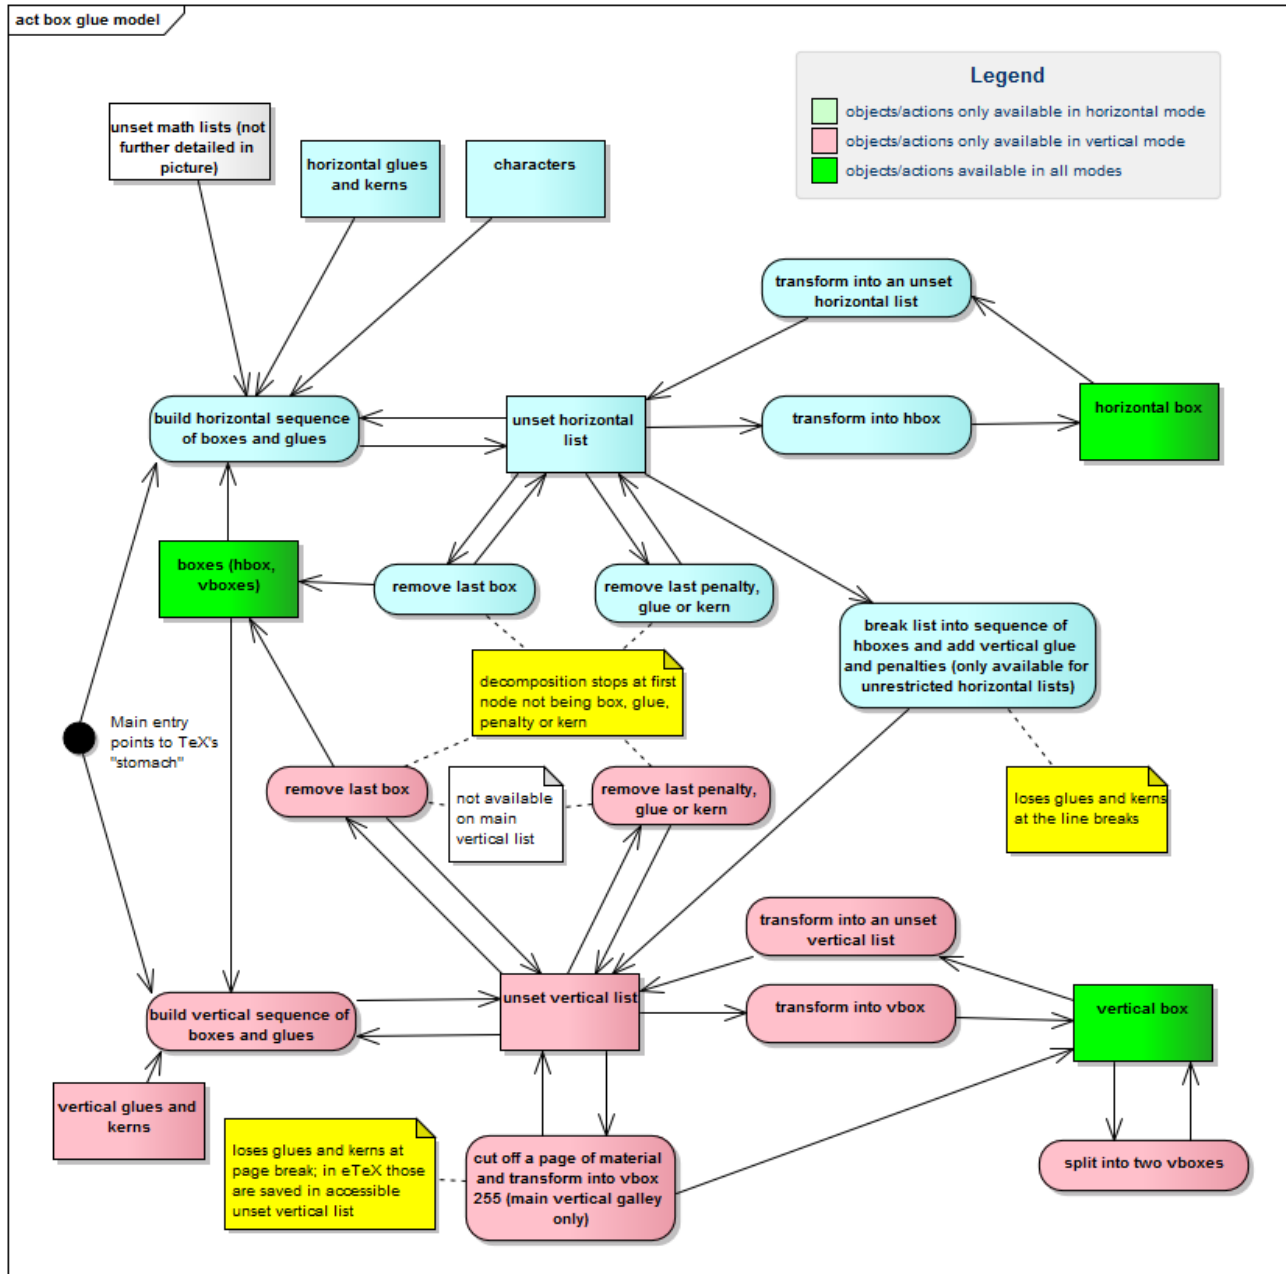 act box glue model
Legend
objects/actions only available in horizontal mode
objects/actions only available in vertical mode
objects/actions available in all modes
unset math lists (not
further detailed in
picture)
horizontal glues
and kerns
characters
transform into an unset
horizontal list
build horizontal sequence
of boxes and glues
unset horizontal
list
transform into hbox
horizontal box
boxes (hbox,
vboxes)
remove last box
remove last penalty,
glue or kern
break list into sequence of
hboxes and add vertical glue
and penalties (only available for
unrestricted horizontal lists)
decomposition stops at first
node not being box, glue,
penalty or kern
Main entry
points to TeX's
"stomach"
remove last box
not available
on main
vertical list
remove last penalty,
glue or kern
loses glues and kerns
at the line breaks
transform into an unset
vertical list
build vertical sequence of
boxes and glues
unset vertical list
transform into vbox
vertical box
vertical glues and
kerns
loses glues and kerns at
page break; in eTeX those
are saved in accessible
unset vertical list
cut off a page of material
and transform into vbox
255 (main vertical galley
only)
split into two vboxes